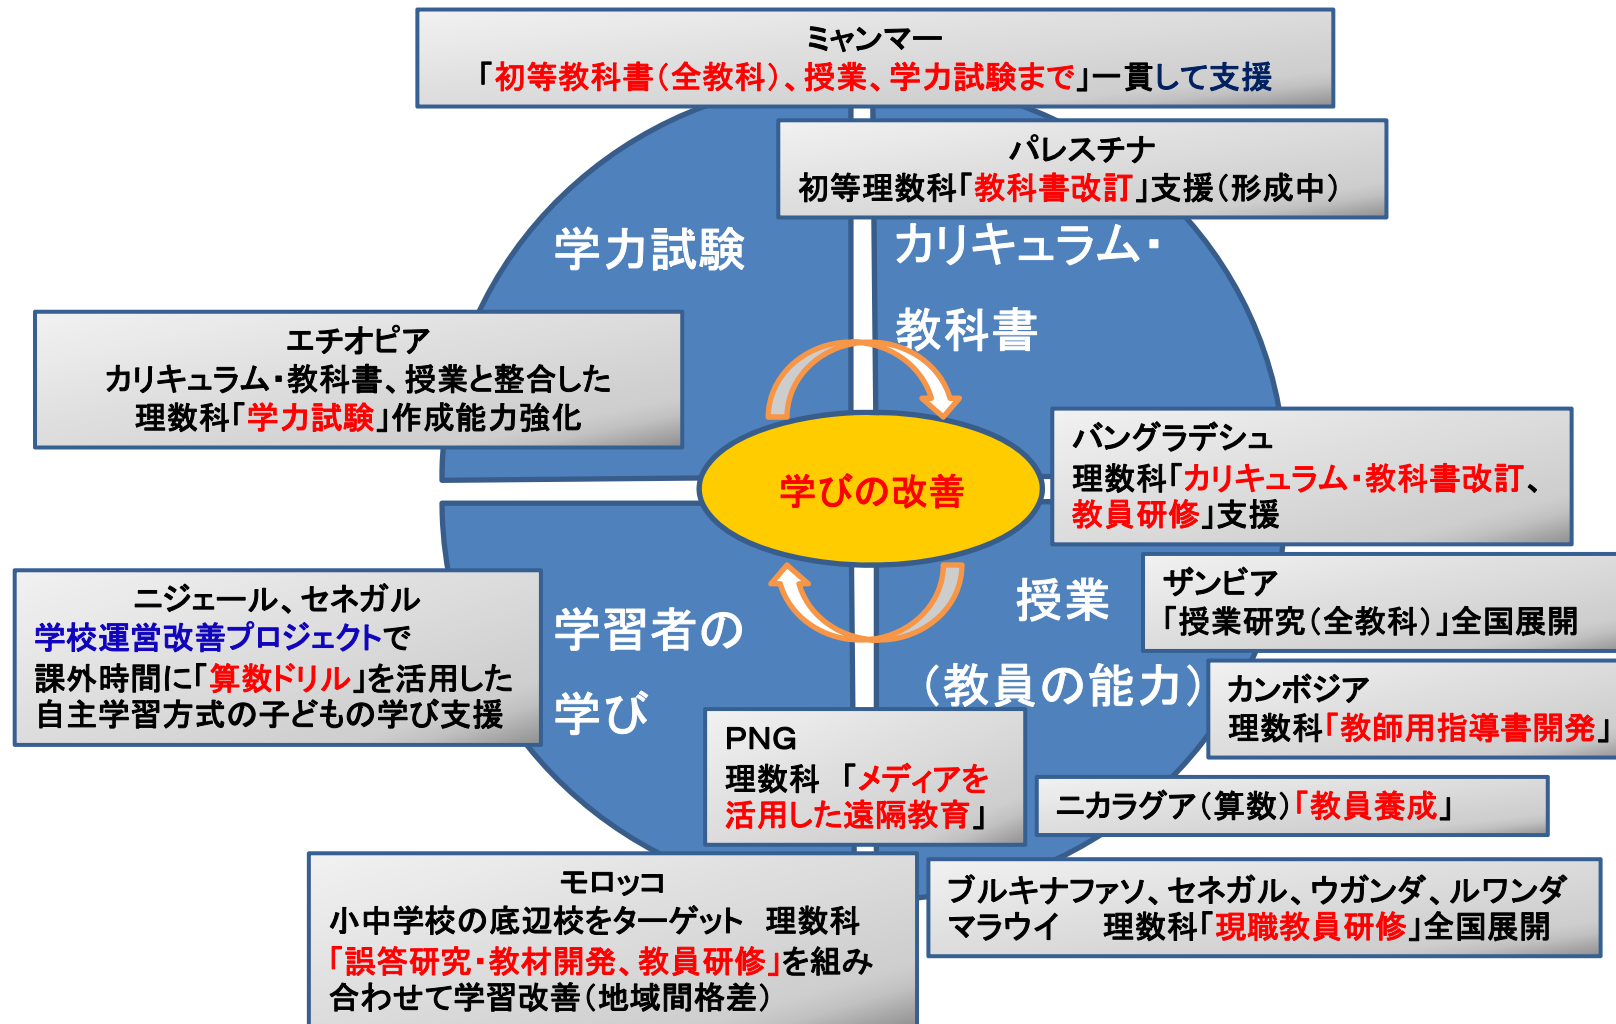 ミャンマー
「初等教科書（全教科）、授業、学力試験まで」一貫して支援
パレスチナ
初等理数科「教科書改訂」支援（形成中）
学力試験
カリキュラム・
教科書
エチオピア
カリキュラム・教科書、授業と整合した
理数科「学力試験」作成能力強化
学びの改善
バングラデシュ
理数科「カリキュラム・教科書改訂、
教員研修」支援
ニジェール、セネガル
学校運営改善プロジェクトで
課外時間に「算数ドリル」を活用した
自主学習方式の子どもの学び支援
学習者の
学び
授業
（教員の能力）
ザンビア
「授業研究（全教科）」全国展開
カンボジア
理数科「教師用指導書開発」
PNG
理数科　「メディアを
活用した遠隔教育」
ニカラグア（算数）「教員養成」
モロッコ
小中学校の底辺校をターゲット　理数科
「誤答研究・教材開発、教員研修」を組み
合わせて学習改善（地域間格差）
ブルキナファソ、セネガル、ウガンダ、ルワンダ
マラウイ　理数科「現職教員研修」全国展開